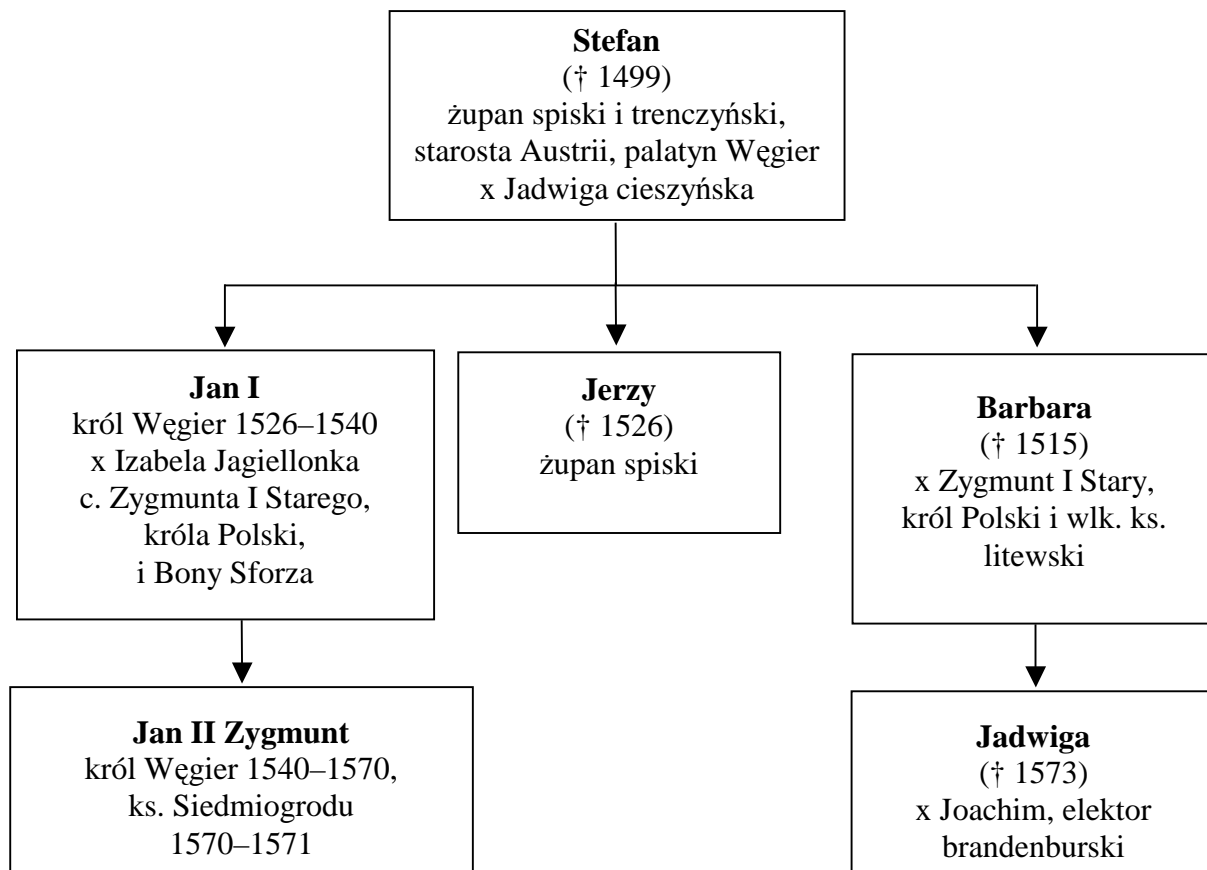 Stefan
(† 1499)
żupan spiski i trenczyński,
starosta Austrii, palatyn Węgier
x Jadwiga cieszyńska
Jan I
król Węgier 1526–1540
x Izabela Jagiellonka
c. Zygmunta I Starego,
króla Polski,
i Bony Sforza
Jerzy
(† 1526)
żupan spiski
Barbara
(† 1515)
x Zygmunt I Stary,
król Polski i wlk. ks.
litewski
Jan II Zygmunt
król Węgier 1540–1570,
ks. Siedmiogrodu
1570–1571
Jadwiga
(† 1573)
x Joachim, elektor
brandenburski